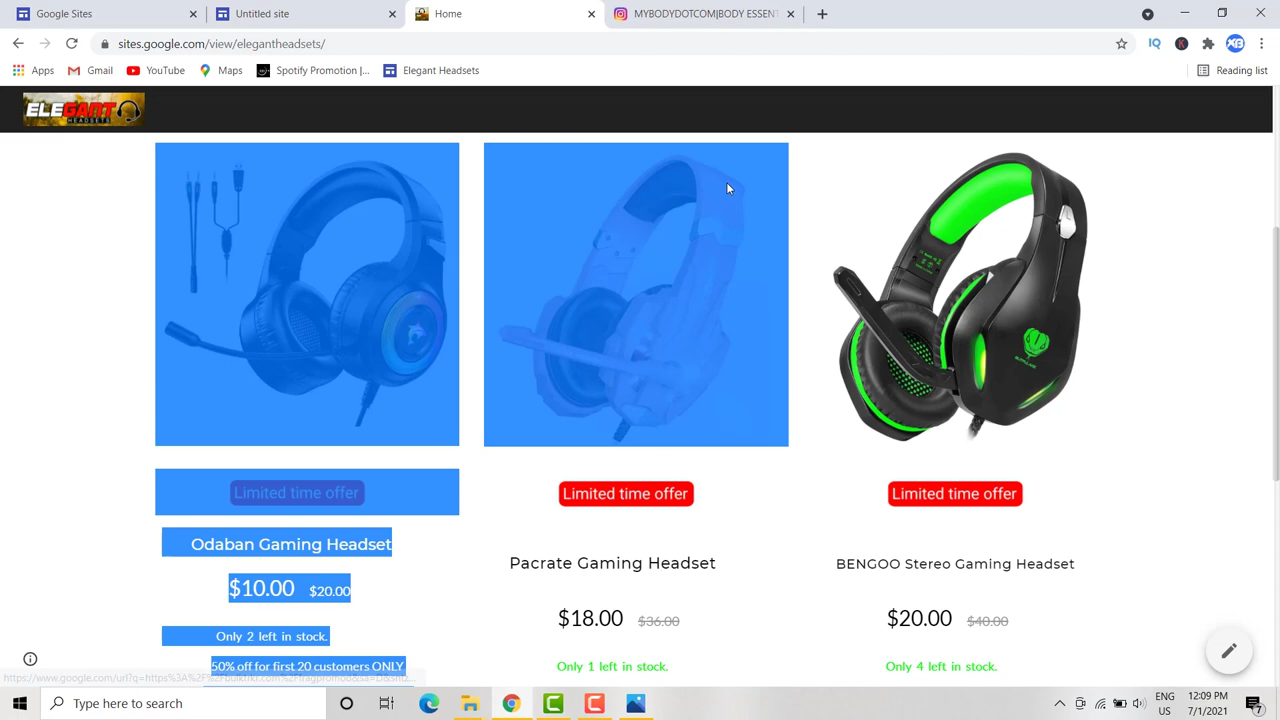 Google Sites
Untitled site
Home
MYBODYDOTCOM|BODY ESSENT
sites.google.com/view/elegantheadsets/
Apps
Gmail
YouTube
Maps
Spotify Promotion |...
Elegant Headsets
Reading list
ELEGANT
HEADSETS
Limited time offer
Limited time offer
Limited time offer
Odaban Gaming Headset
Pacrate Gaming Headset
BENGOO Stereo Gaming Headset
$10.00 $20.00
$18.00 $36.00
$20.00 $40.00
Only 2 left in stock.
Only 1 left in stock.
Only 4 left in stock.
50% off for first 20 customers ONLY
Type here to search
ENG
US
12:09 PM
7/1/2021
7